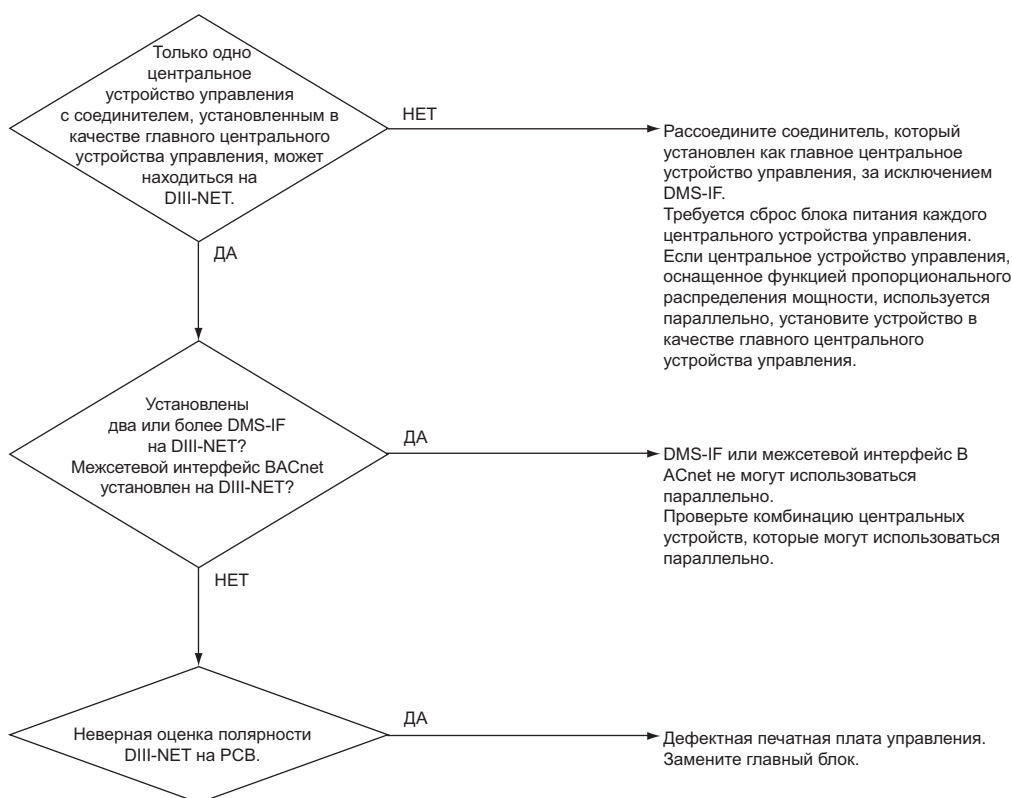 Только одно
центральное
устройство управления
с соединителем, установленным в
качестве главного центрального
устройства управления, может
находиться на
DIII-NET.
НЕТ
Рассоедините соединитель, который
установлен как главное центральное
устройство управления, за исключением
DMS-IF.
Требуется сброс блока питания каждого
центрального устройства управления.
Если центральное устройство управления,
оснащенное функцией пропорционального
распределения мощности, используется
параллельно, установите устройство в
качестве главного центрального
устройства управления.
ДА
Установлены
два или более DMS-IF
на DIII-NET?
Межсетевой интерфейс BACnet
установлен на DIII-NET?
ДА
DMS-IF или межсетевой интерфейс B
ACnet не могут использоваться
параллельно.
Проверьте комбинацию центральных
устройств, которые могут использоваться
параллельно.
НЕТ
Неверная оценка полярности
DIII-NET на PCB.
ДА
Дефектная печатная плата управления.
Замените главный блок.